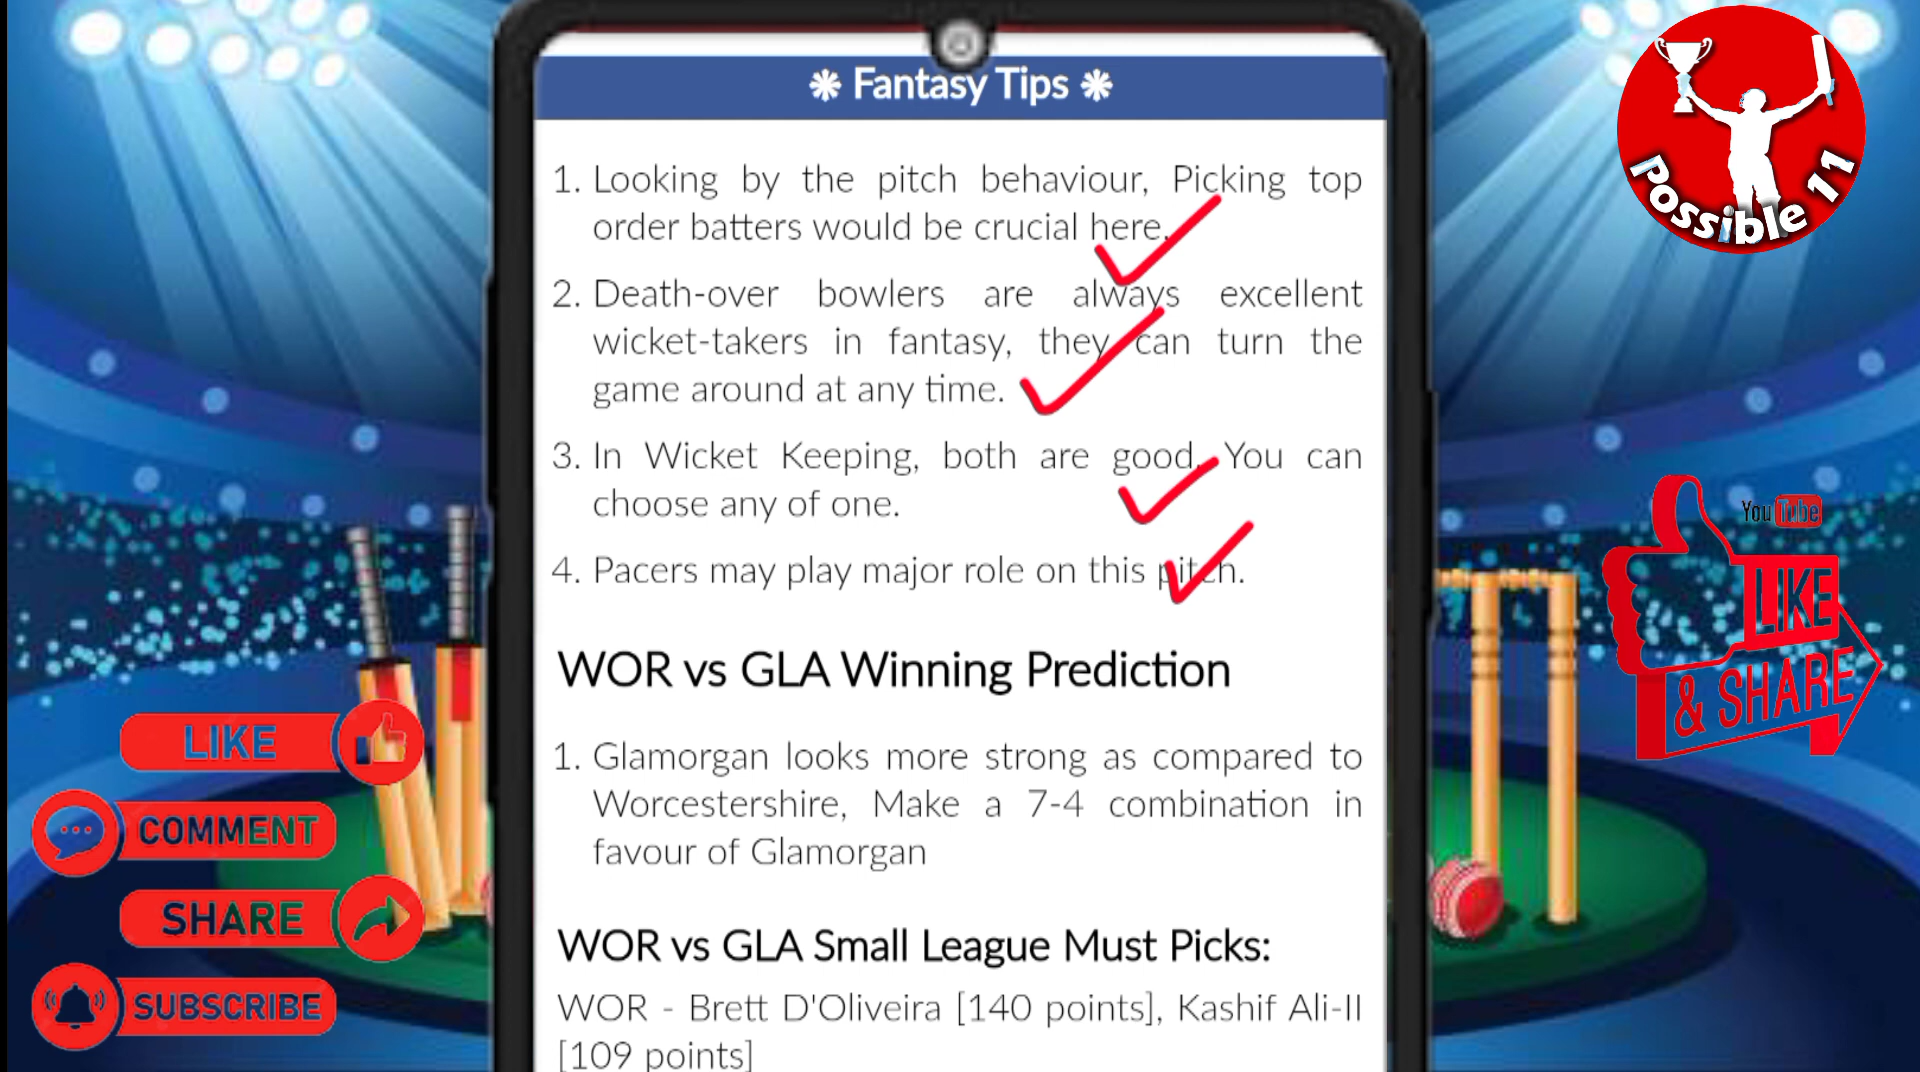 ❋ Fantasy Tips ❋
1. Looking by the pitch behaviour, Picking top
order batters would be crucial here.
2. Death-over bowlers are always excellent
wicket-takers in fantasy, they can turn the
game around at any time.
3. In Wicket Keeping, both are good. You can
choose any of one.
4. Pacers may play major role on this pitch.
WOR vs GLA Winning Prediction
1. Glamorgan looks more strong as compared to
Worcestershire, Make a 7-4 combination in
favour of Glamorgan
WOR vs GLA Small League Must Picks:
WOR - Brett D'Oliveira [140 points], Kashif Ali-II
[109 points]
LIKE
COMMENT
SHARE
SUBSCRIBE
Possible 11
YouTube
LIKE
& SHARE